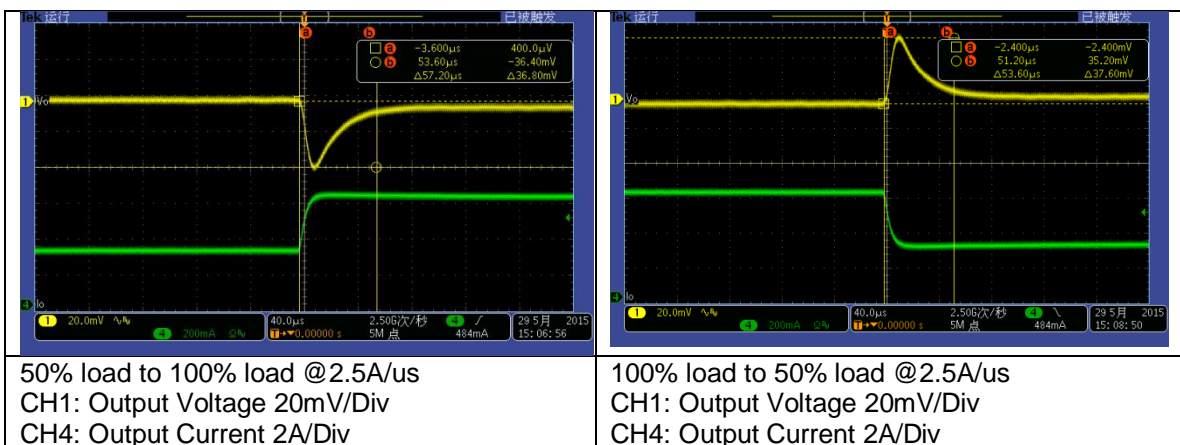 Tek 运行
已被触发
a
b
a -3.600μs 400.0μV
b 53.60μs -36.40mV
Δ57.20μs Δ36.80mV
1 Vo
4 Io
1 20.0mV
4 200mA Ω
40.0μs
T→▼0.00000 s
2.50G次/秒
5M 点
4
484mA
29 5月 2015
15:06:56
Tek 运行
已被触发
a
b
a -2.400μs -2.400mV
b 51.20μs 35.20mV
Δ53.60μs Δ37.60mV
1 Vo
4 Io
1 20.0mV
4 200mA Ω
40.0μs
T→▼0.00000 s
2.50G次/秒
5M 点
4
484mA
29 5月 2015
15:08:50
50% load to 100% load @2.5A/us
CH1: Output Voltage 20mV/Div
CH4: Output Current 2A/Div
100% load to 50% load @2.5A/us
CH1: Output Voltage 20mV/Div
CH4: Output Current 2A/Div